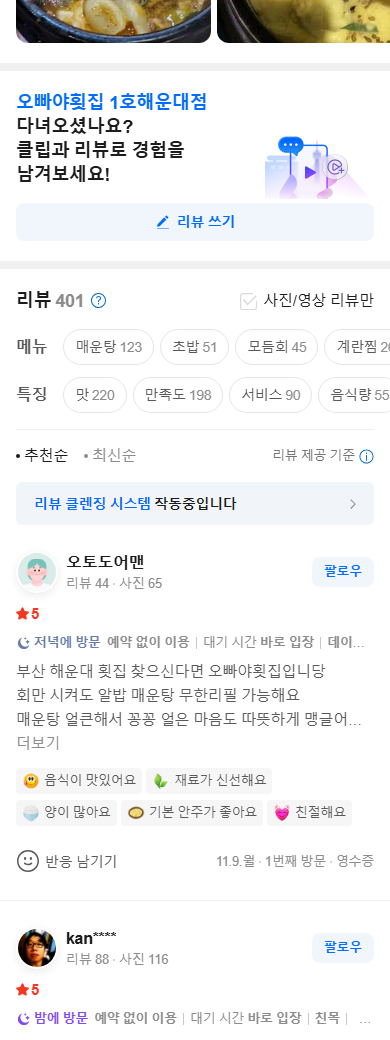 오빠야횟집 1호해운대점
다녀오셨나요?
클립과 리뷰로 경험을
남겨보세요!
리뷰 쓰기
리뷰 401 ? 사진/영상 리뷰만
메뉴 매운탕 123 초밥 51 모둠회 45 계란찜 26
특징 맛 220 만족도 198 서비스 90 음식량 55
• 추천순 • 최신순 리뷰 제공 기준
리뷰 클렌징 시스템 작동중입니다
오토도어맨
리뷰 44 · 사진 65
팔로우
5
저녁에 방문 예약 없이 이용 대기 시간 바로 입장 데이...
부산 해운대 횟집 찾으신다면 오빠야횟집입니당
회만 시켜도 알밥 매운탕 무한리필 가능해요
매운탕 얼큰해서 꽁꽁 얼은 마음도 따뜻하게 맹글어...
더보기
음식이 맛있어요 재료가 신선해요
양이 많아요 기본 안주가 좋아요 친절해요
반응 남기기 11.9.월 · 1번째 방문 · 영수증
kan****
리뷰 88 · 사진 116
팔로우
5
밤에 방문 예약 없이 이용 대기 시간 바로 입장 친목 ...